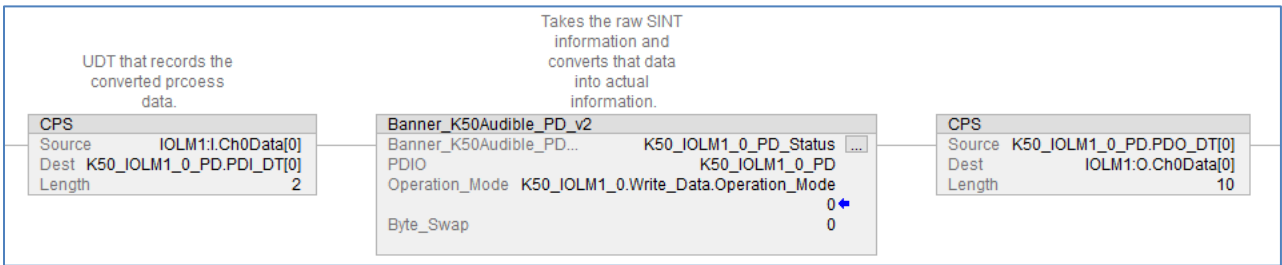 Takes the raw SINT
information and
converts that data
into actual
information.
UDT that records the
converted prcoess
data.
CPS
Source IOLM1:I.Ch0Data[0]
Dest K50_IOLM1_0_PD.PDI_DT[0]
Length 2
Banner_K50Audible_PD_v2
Banner_K50Audible_PD... K50_IOLM1_0_PD_Status ...
PDIO K50_IOLM1_0_PD
Operation_Mode K50_IOLM1_0.Write_Data.Operation_Mode
0
Byte_Swap 0
CPS
Source K50_IOLM1_0_PD.PDO_DT[0]
Dest IOLM1:O.Ch0Data[0]
Length 10